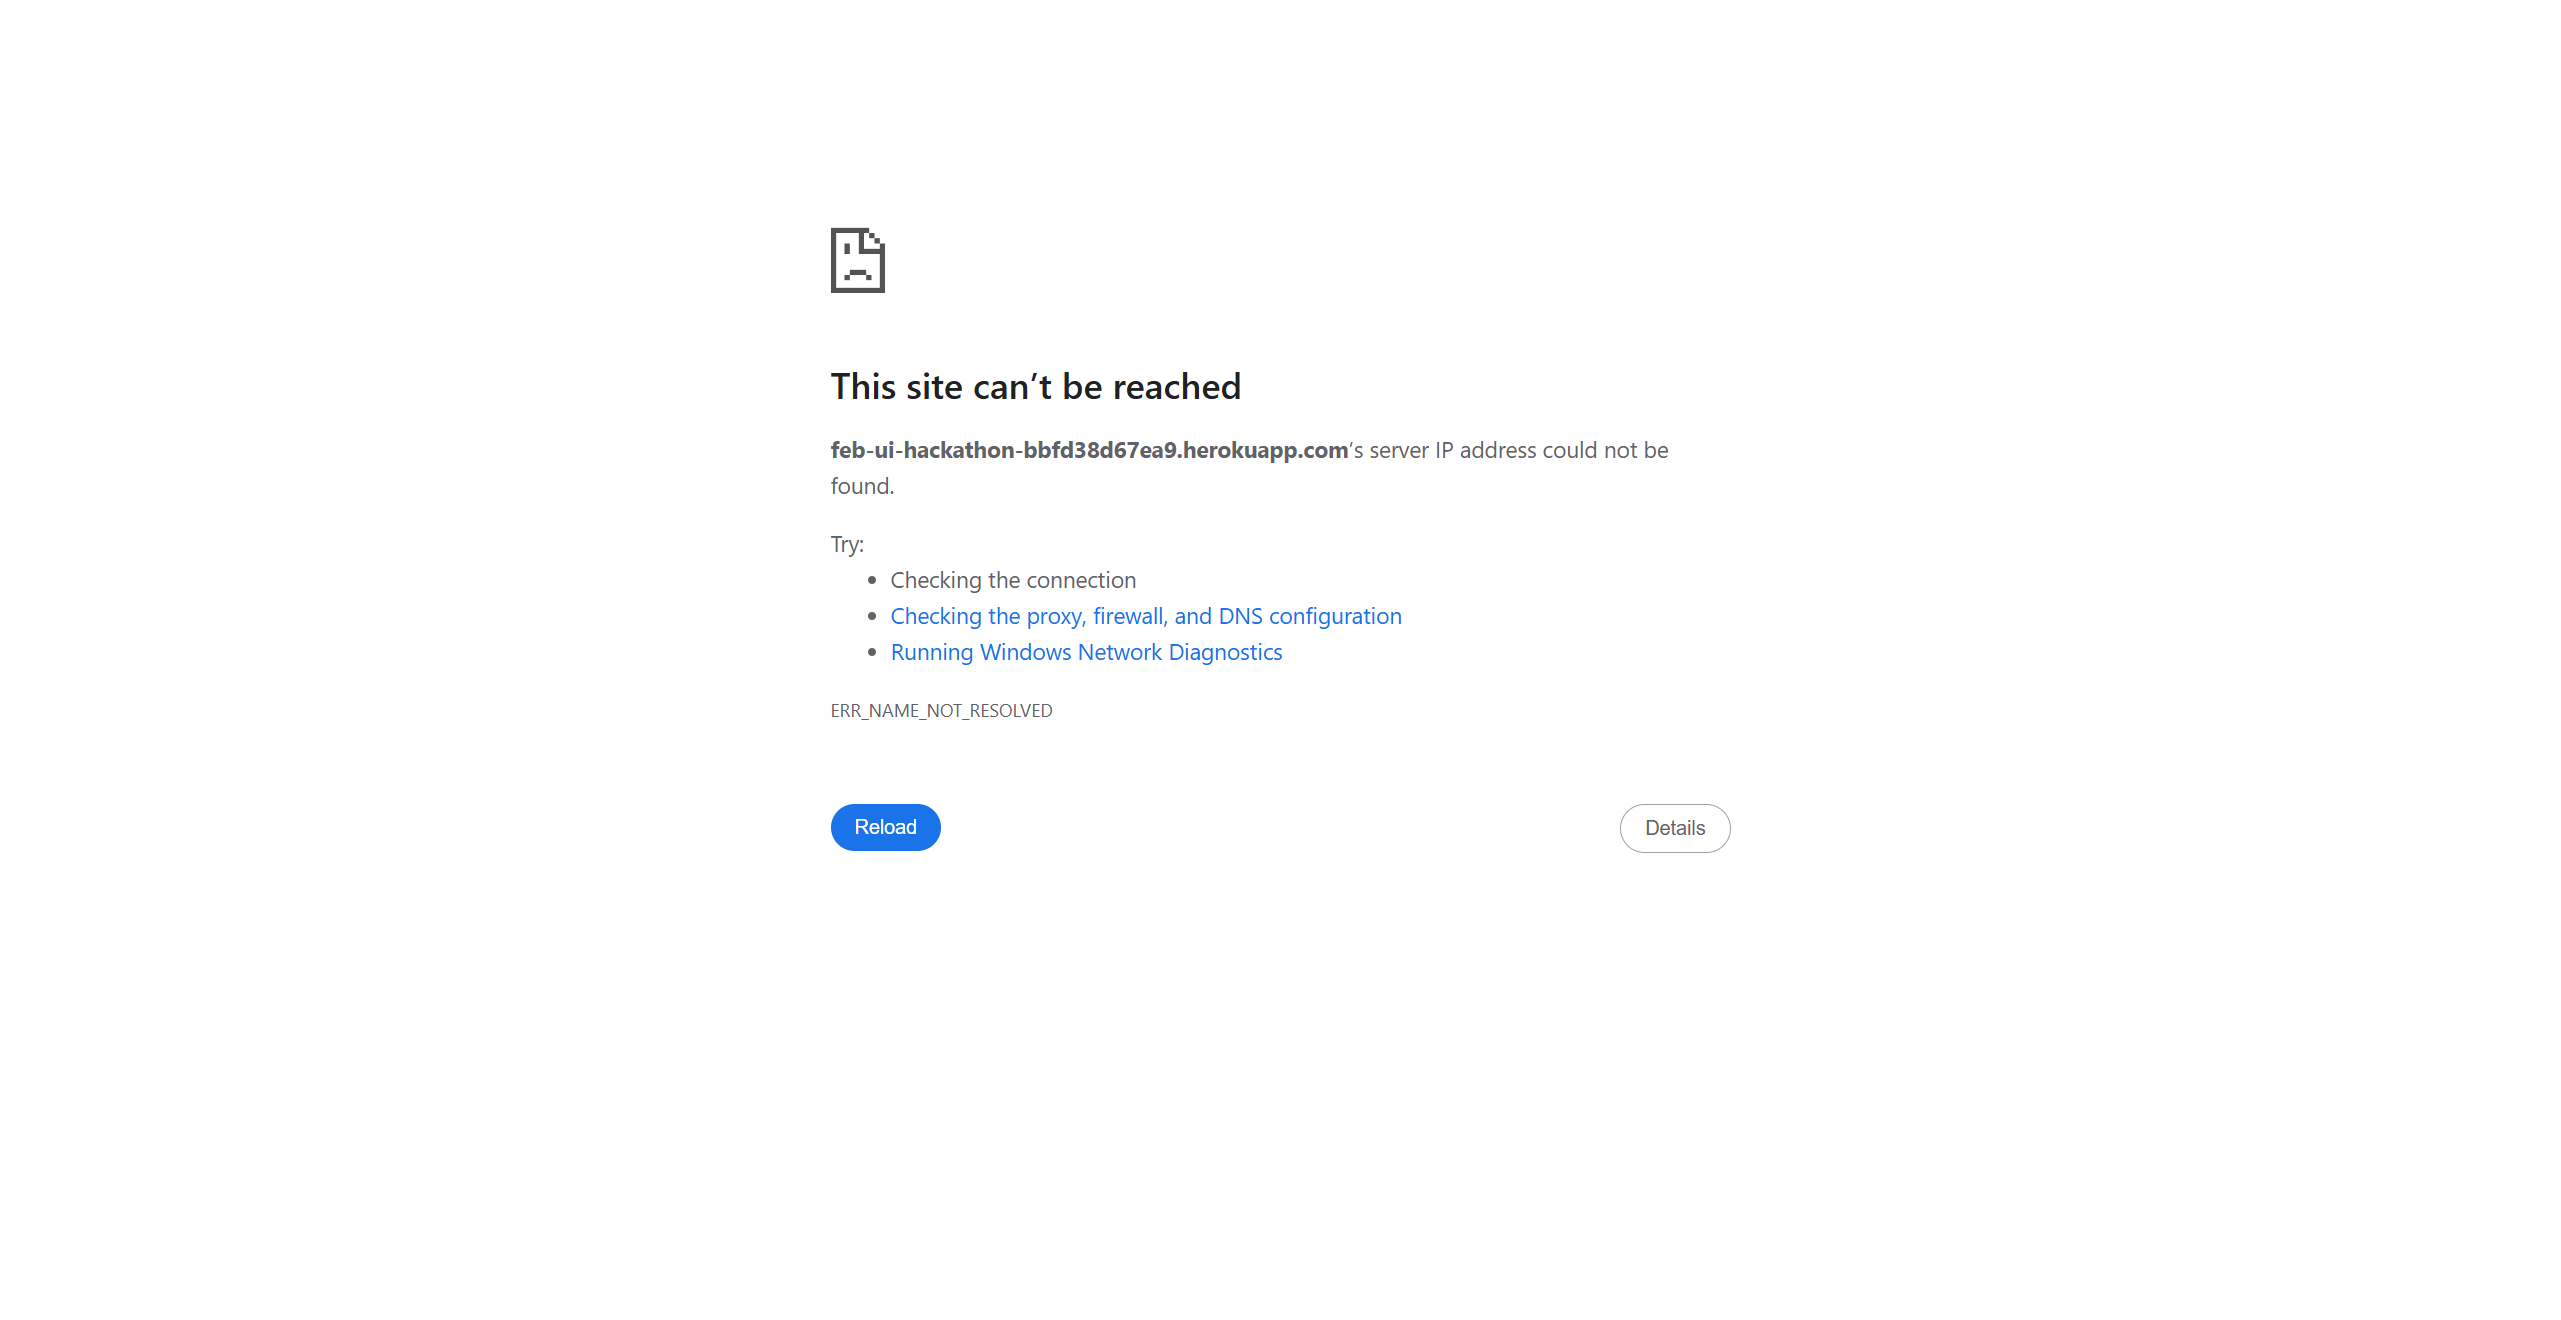 This site can’t be reached
feb-ui-hackathon-bbfd38d67ea9.herokuapp.com’s server IP address could not be
found.
Try:
Checking the connection
Checking the proxy, firewall, and DNS configuration
Running Windows Network Diagnostics
ERR_NAME_NOT_RESOLVED
Reload
Details